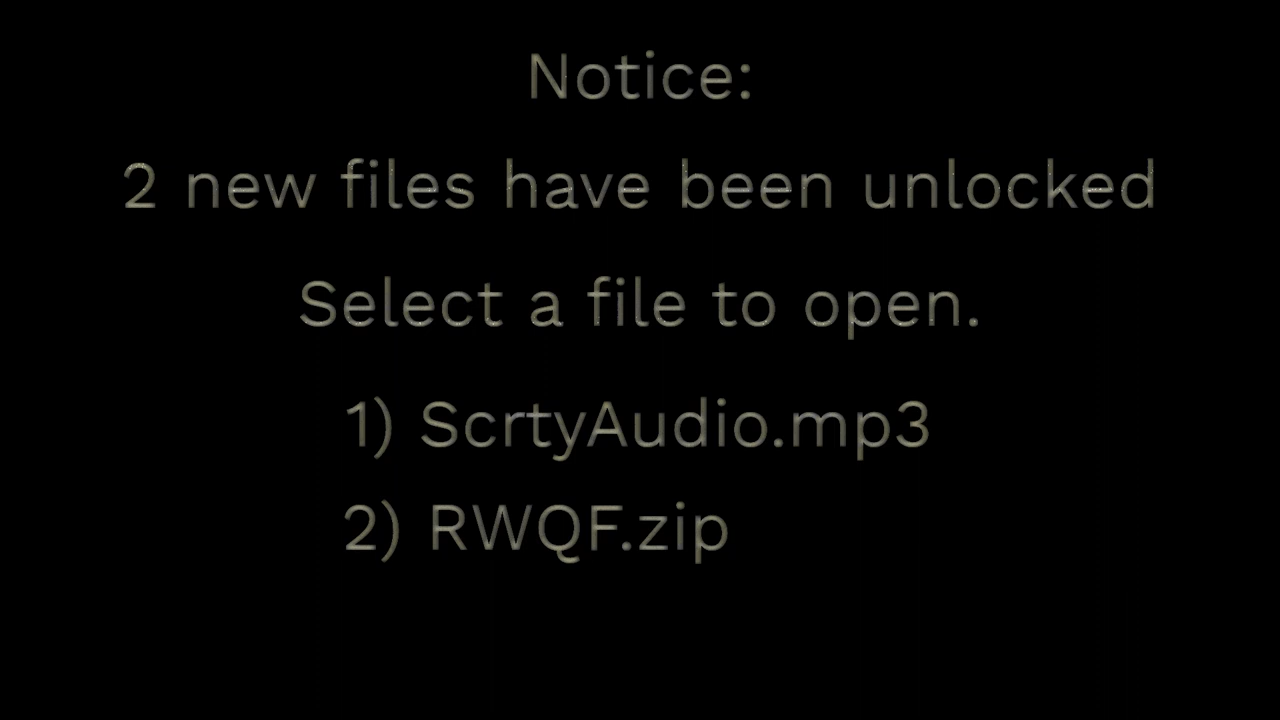 Notice:
2 new files have been unlocked
Select a file to open.
1) ScrtyAudio.mp3
2) RWQF.zip